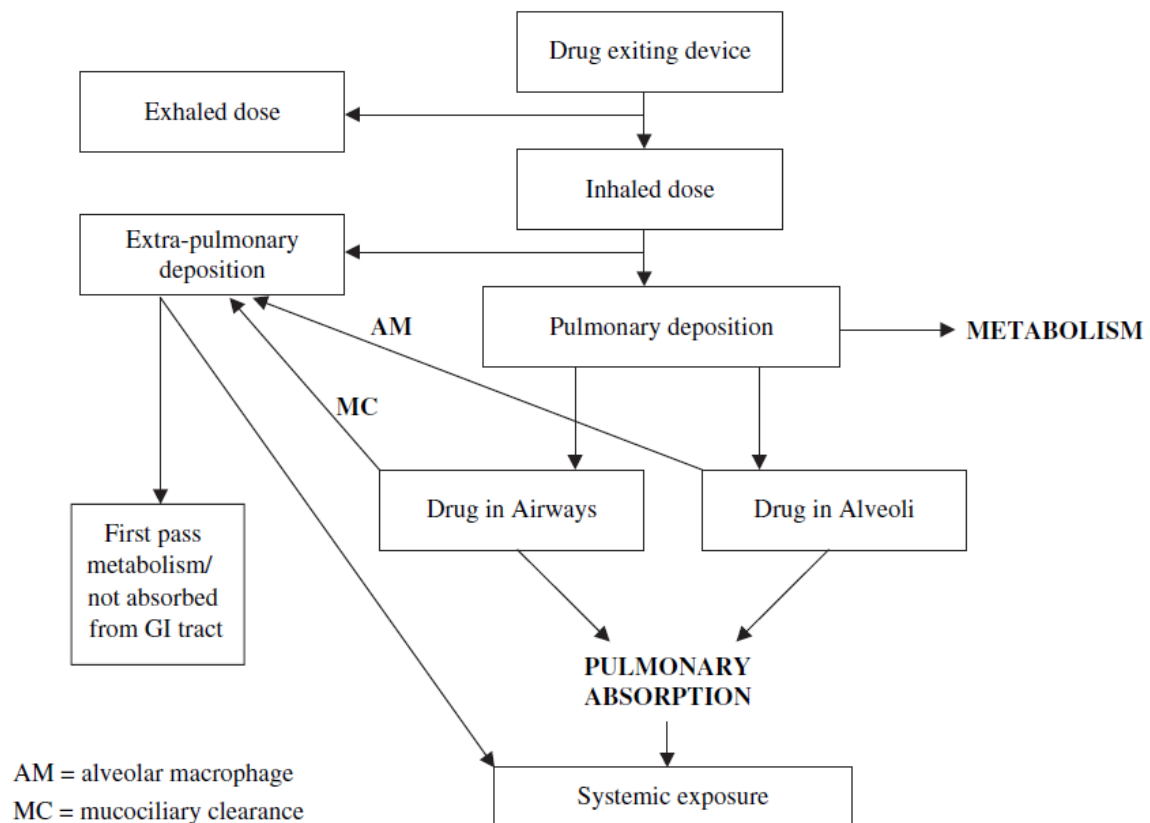 Drug exiting device
Exhaled dose
Inhaled dose
Extra-pulmonary
deposition
AM
Pulmonary deposition
METABOLISM
MC
Drug in Airways
Drug in Alveoli
First pass
metabolism/
not absorbed
from GI tract
PULMONARY
ABSORPTION
AM = alveolar macrophage
MC = mucociliary clearance
Systemic exposure